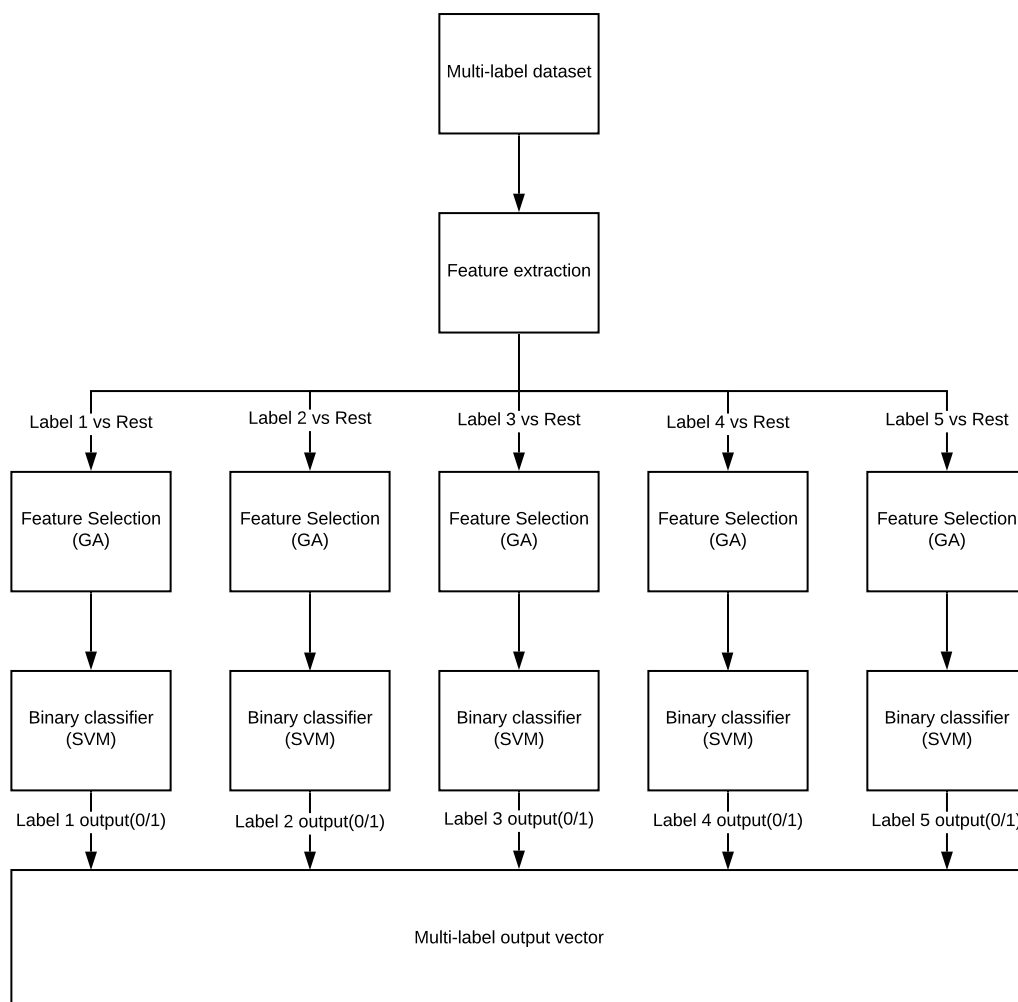 Multi-label dataset
Feature extraction
Label 1 vs Rest
Label 2 vs Rest
Label 3 vs Rest
Label 4 vs Rest
Label 5 vs Rest
Feature Selection
(GA)
Feature Selection
(GA)
Feature Selection
(GA)
Feature Selection
(GA)
Feature Selection
(GA)
Binary classifier
(SVM)
Binary classifier
(SVM)
Binary classifier
(SVM)
Binary classifier
(SVM)
Binary classifier
(SVM)
Label 1 output(0/1)
Label 2 output(0/1)
Label 3 output(0/1)
Label 4 output(0/1)
Label 5 output(0/1)
Multi-label output vector